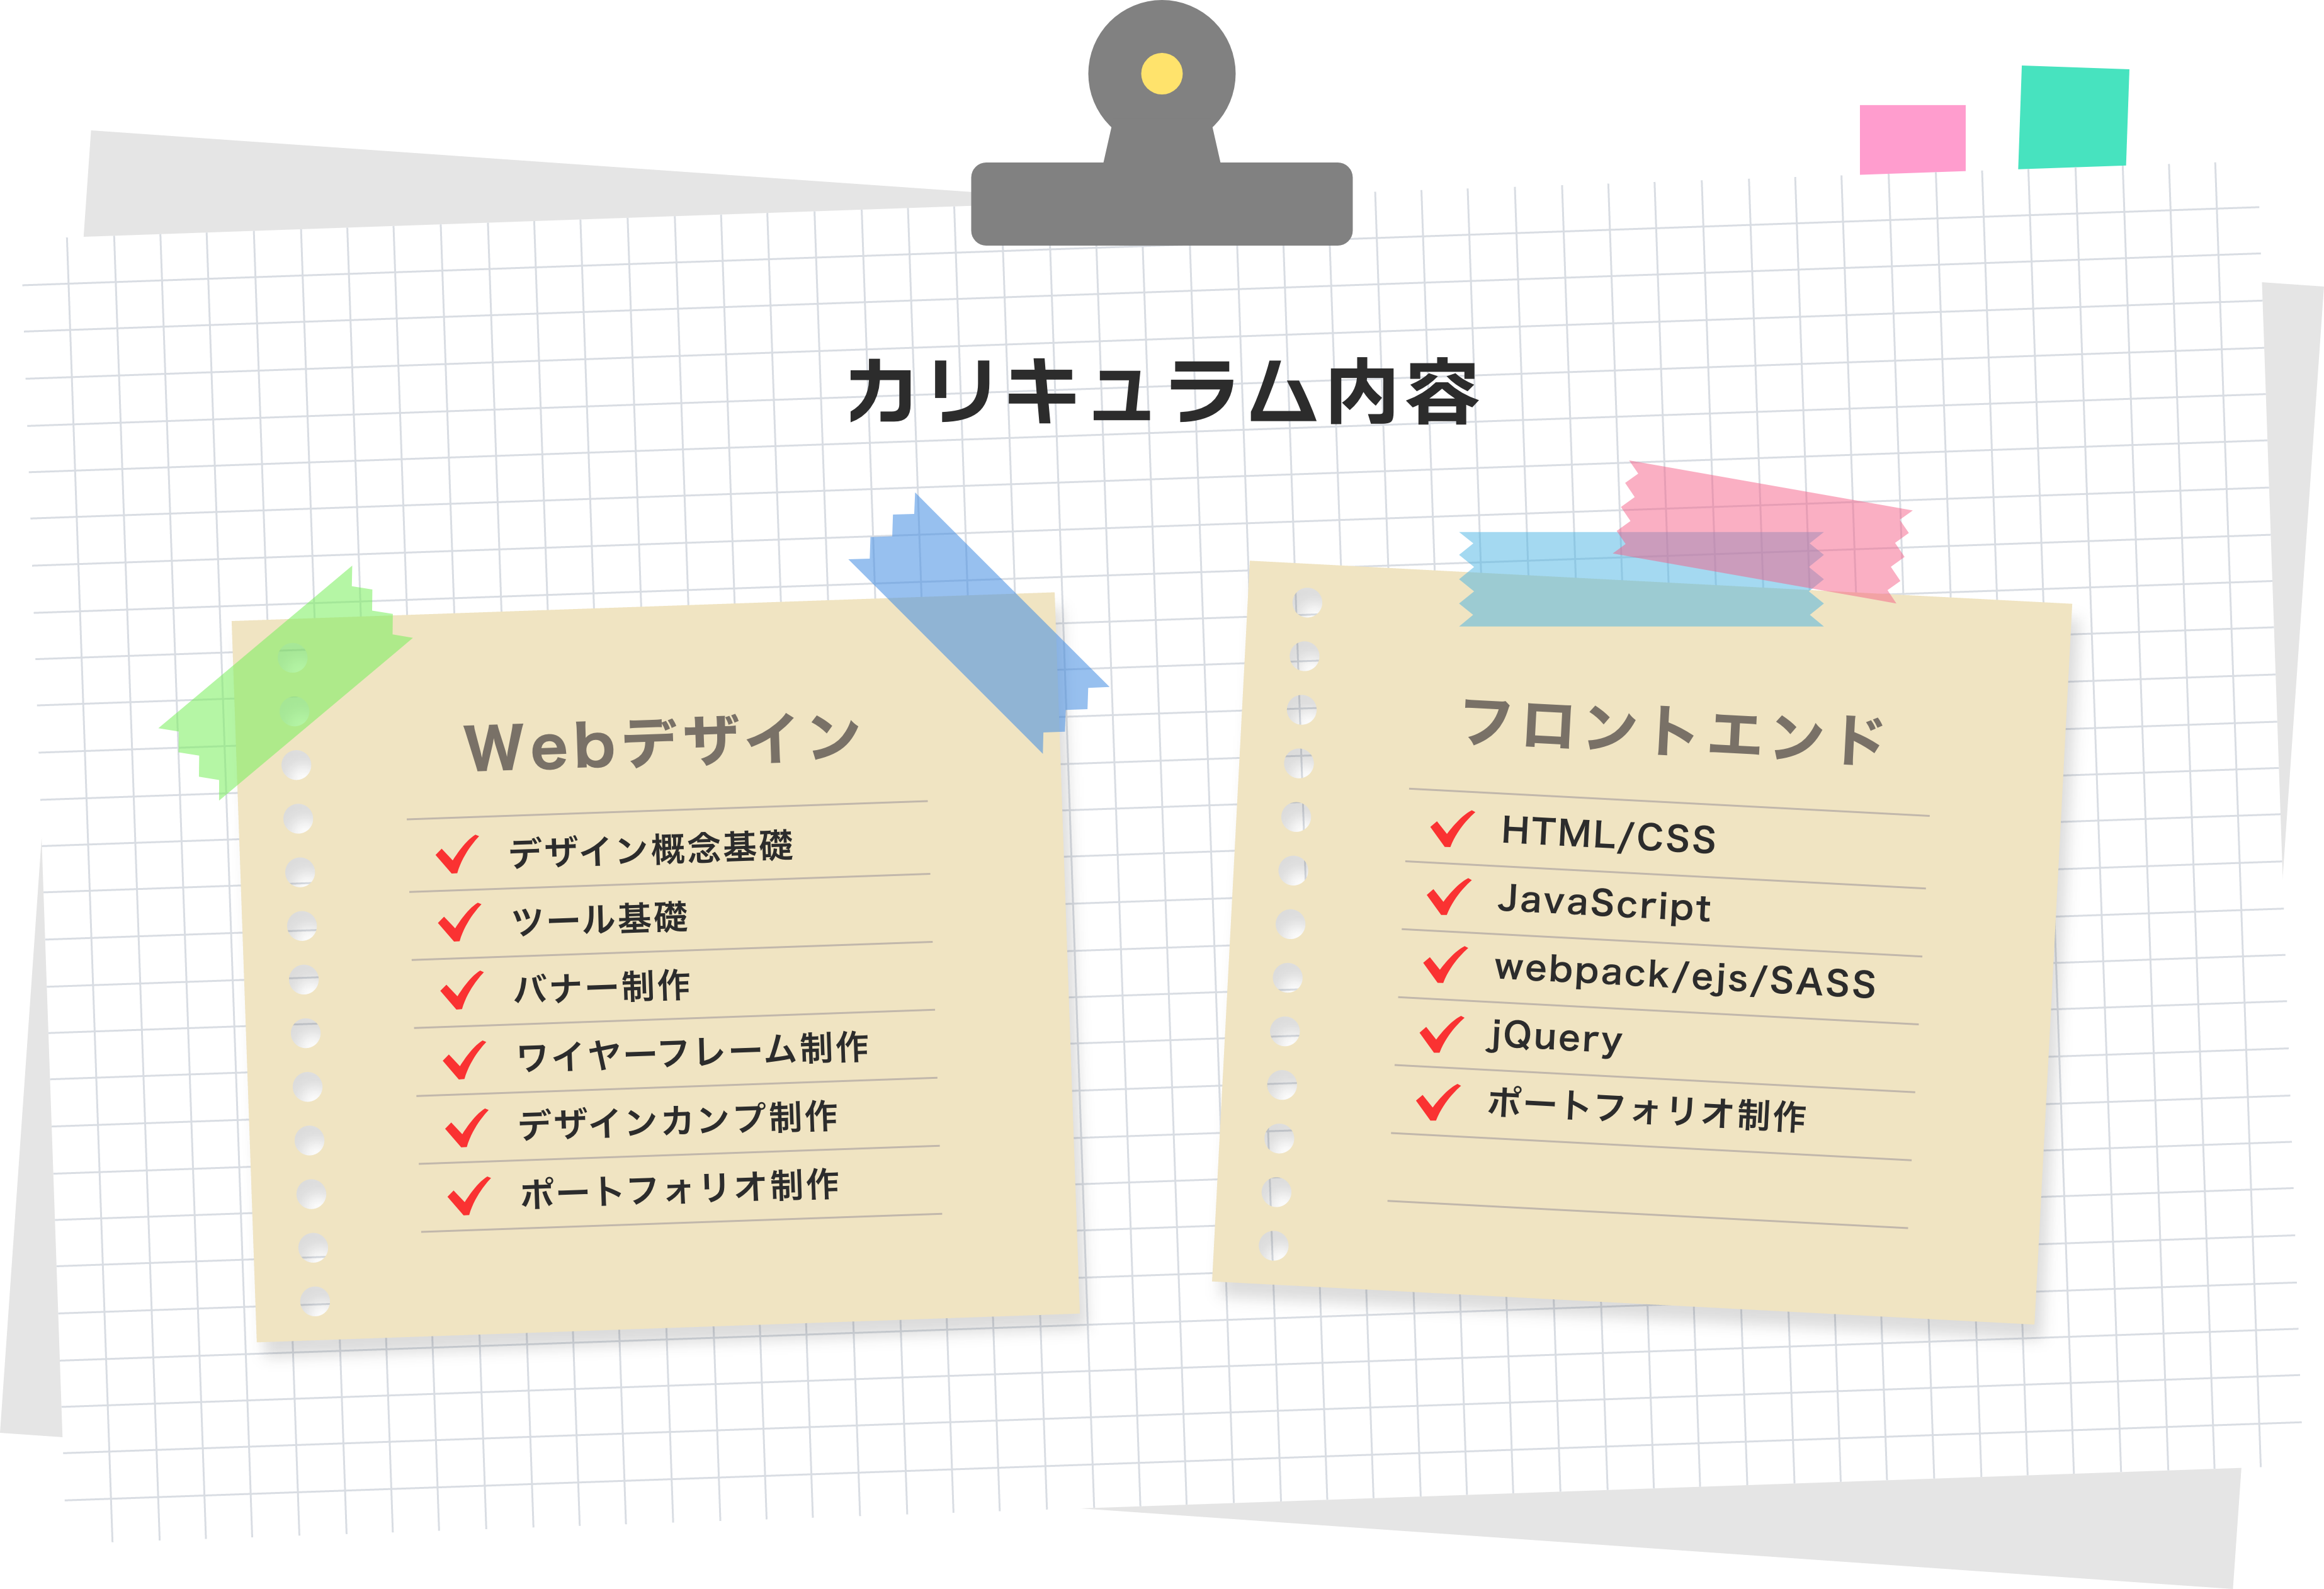 カリキュラム内容
Webデザイン
デザイン概念基礎
ツール基礎
バナー制作
ワイヤーフレーム制作
デザインカンプ制作
ポートフォリオ制作
フロントエンド
HTML/CSS
JavaScript
webpack/ejs/SASS
jQuery
ポートフォリオ制作